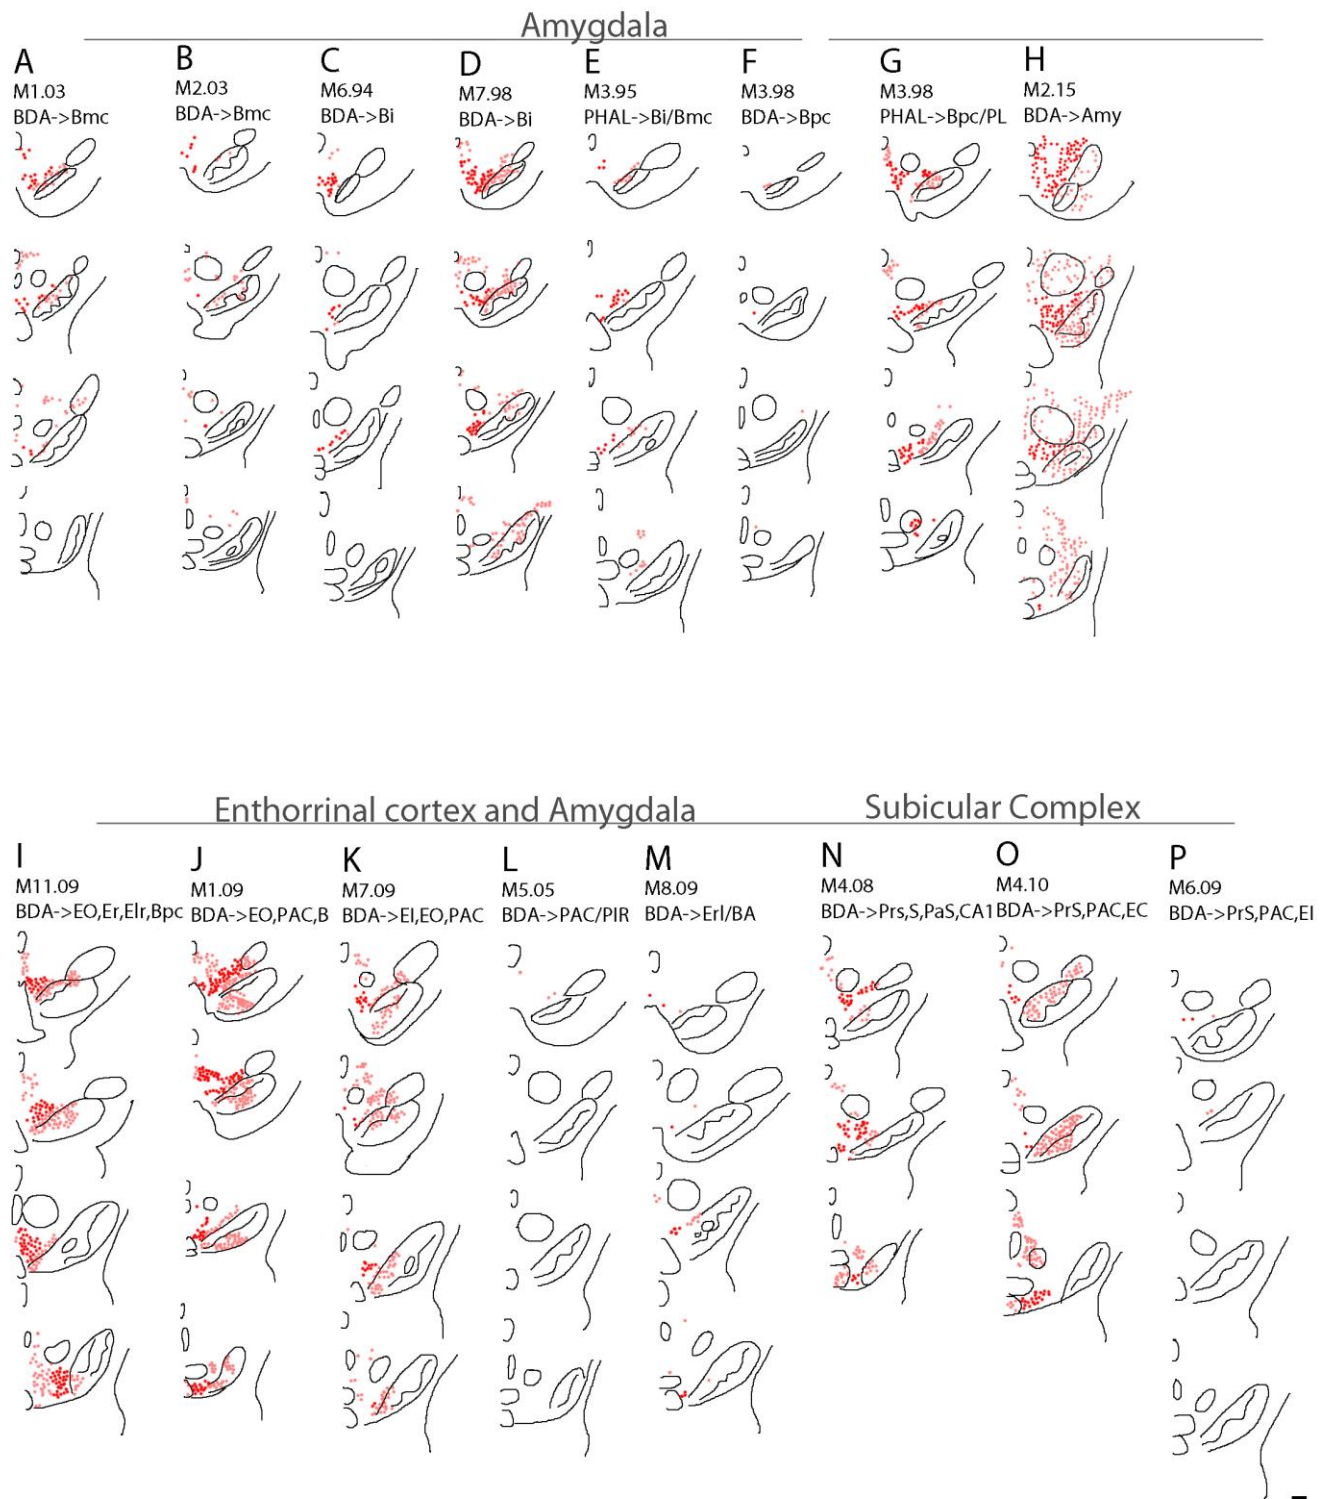 Amygdala
A
M1.03
BDA->Bmc
B
M2.03
BDA->Bmc
C
M6.94
BDA->Bi
D
M7.98
BDA->Bi
E
M3.95
PHAL->Bi/Bmc
F
M3.98
BDA->Bpc
G
M3.98
PHAL->Bpc/PL
H
M2.15
BDA->Amy
Enthorrinal cortex and Amygdala
Subicular Complex
I
M11.09
BDA->EO,Er,Elr,Bpc
J
M1.09
BDA->EO,PAC,B
K
M7.09
BDA->EI,EO,PAC
L
M5.05
BDA->PAC/PIR
M
M8.09
BDA->Erl/BA
N
M4.08
BDA->Prs,S,PaS,CA1
O
M4.10
BDA->PrS,PAC,EC
P
M6.09
BDA->PrS,PAC,EI